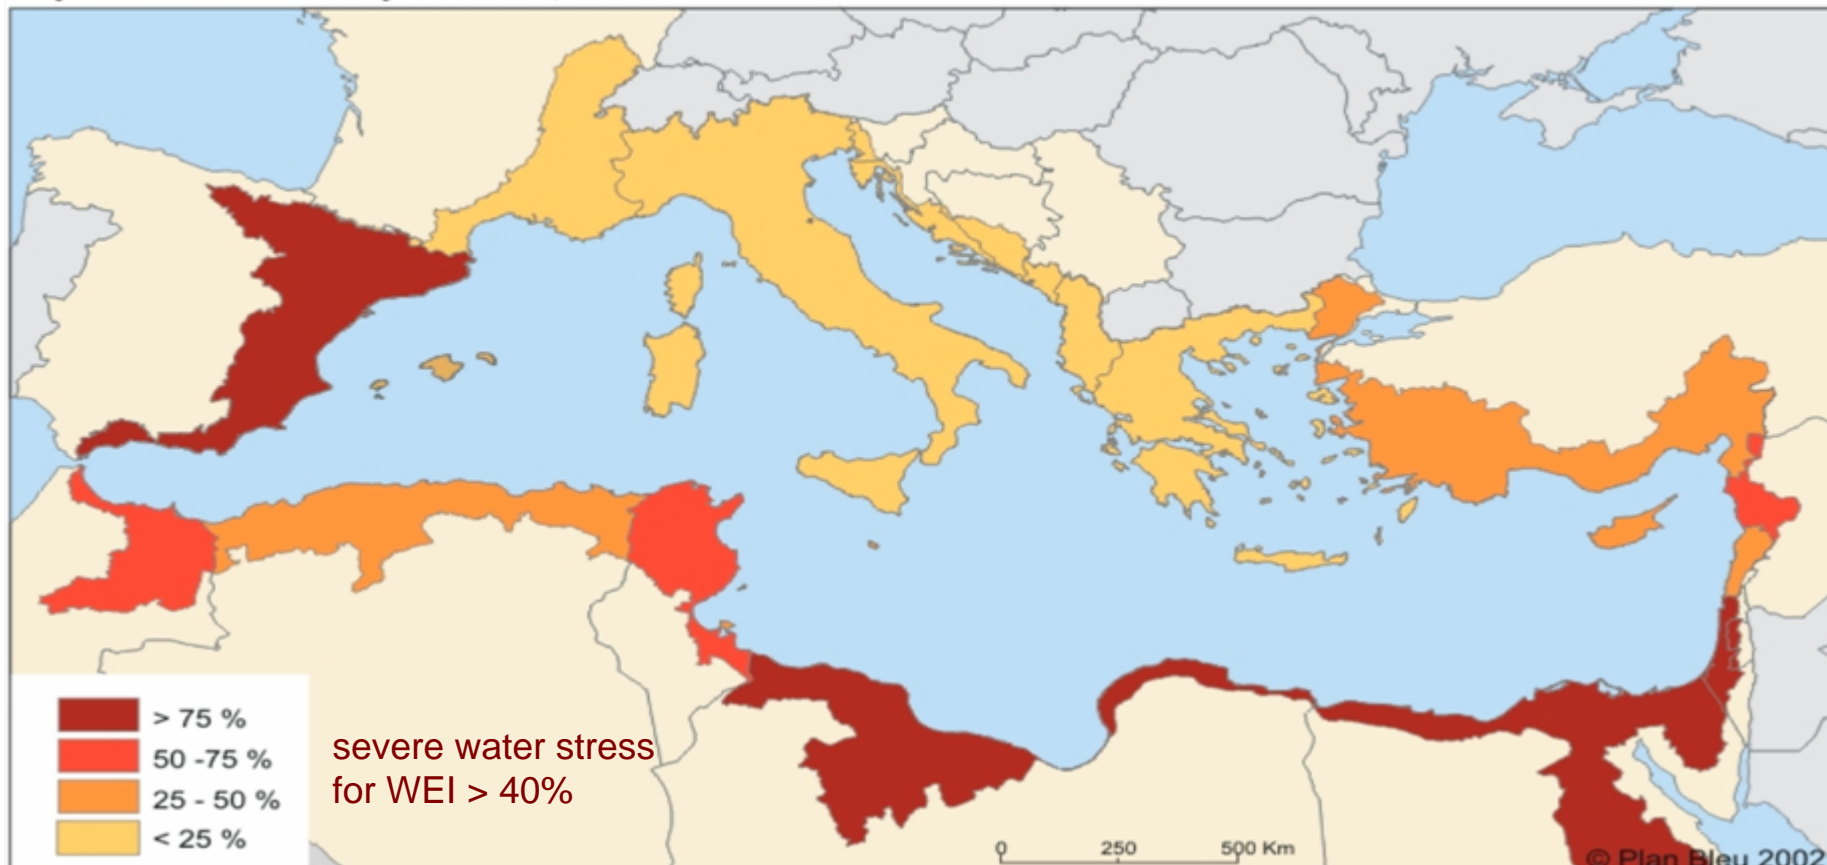 > 75 %
50 -75 %
25 - 50 %
< 25 %
severe water stress
for WEI > 40%
0 250 500 Km
© Plan Bleu 2002